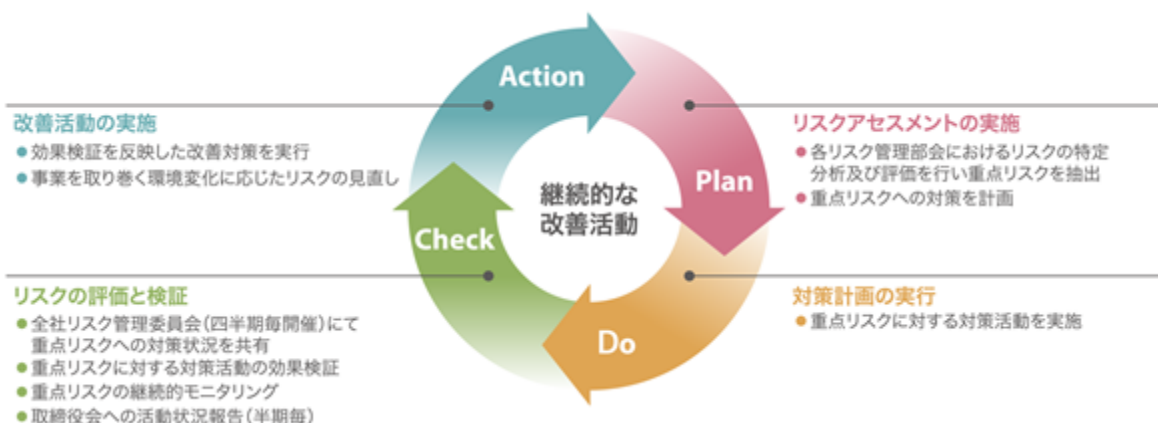 Action
改善活動の実施
●効果検証を反映した改善対策を実行
●事業を取り巻く環境変化に応じたリスクの見直し
リスクアセスメントの実施
●各リスク管理部会におけるリスクの特定
分析及び評価を行い重点リスクを抽出
●重点リスクへの対策を計画
Plan
継続的な
改善活動
Check
リスクの評価と検証
●全社リスク管理委員会(四半期毎開催)にて
重点リスクへの対策状況を共有
●重点リスクに対する対策活動の効果検証
●重点リスクの継続的モニタリング
●取締役会への活動状況報告(半期毎)
対策計画の実行
●重点リスクに対する対策活動を実施
Do